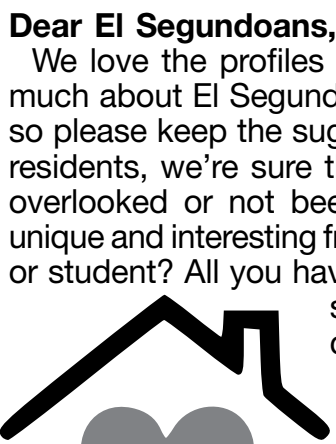 Dear El Segundoans,
We love the profiles
much about El Segund
so please keep the sug
residents, we're sure t
overlooked or not bee
unique and interesting f
or student? All you hav
s